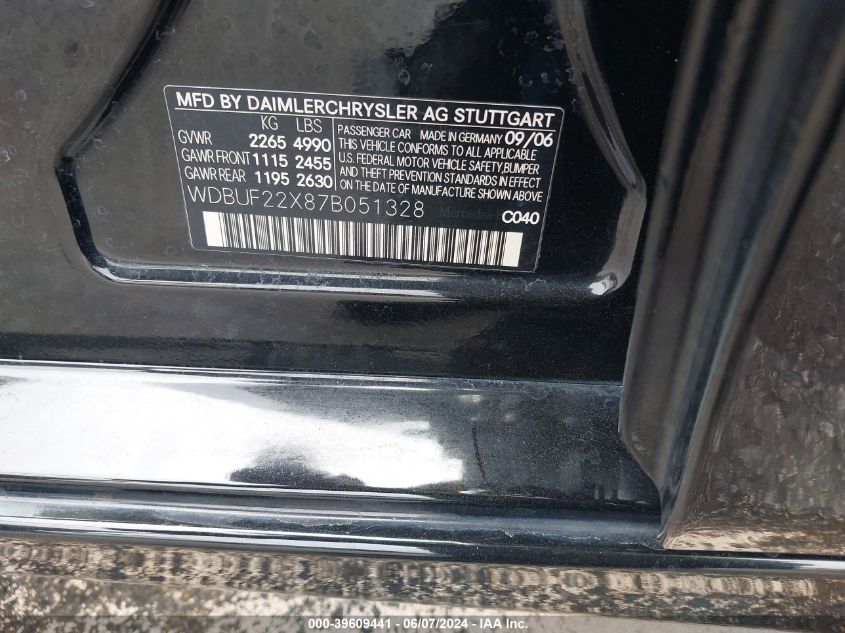 MFD BY DAIMLERCHRYSLER AG STUTTGART
KG LBS
GVWR 2265 4990
GAWR FRONT 1115 2455
GAWR REAR 1195 2630
PASSENGER CAR MADE IN GERMANY 09/06
THIS VEHICLE CONFORMS TO ALL APPLICABLE
U.S. FEDERAL MOTOR VEHICLE SAFETY, BUMPER
AND THEFT PREVENTION STANDARDS IN EFFECT
ON THE DATE OF MANUFACTURE SHOWN ABOVE
WDBUF22X87B051328 Mercedes C040
000-39609441 - 06/07/2024 - IAA Inc.